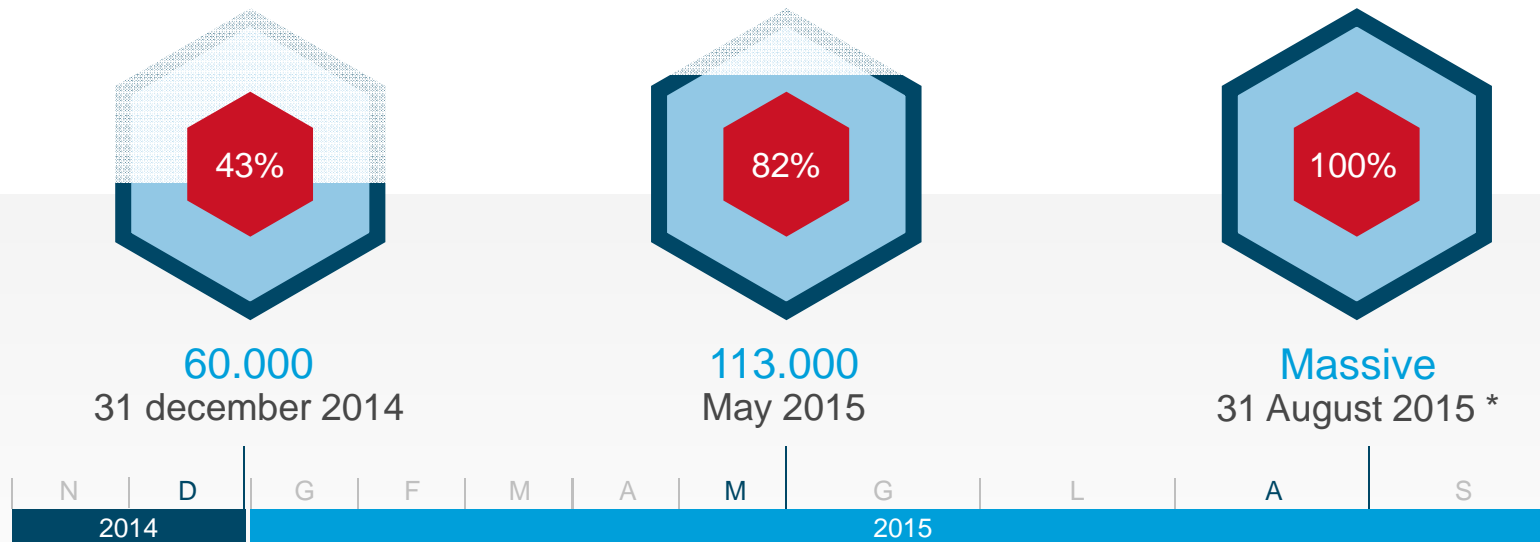 43%
82%
100%
60.000
31 december 2014
113.000
May 2015
Massive
31 August 2015 *
N D G F M A M G L A S
2014 2015